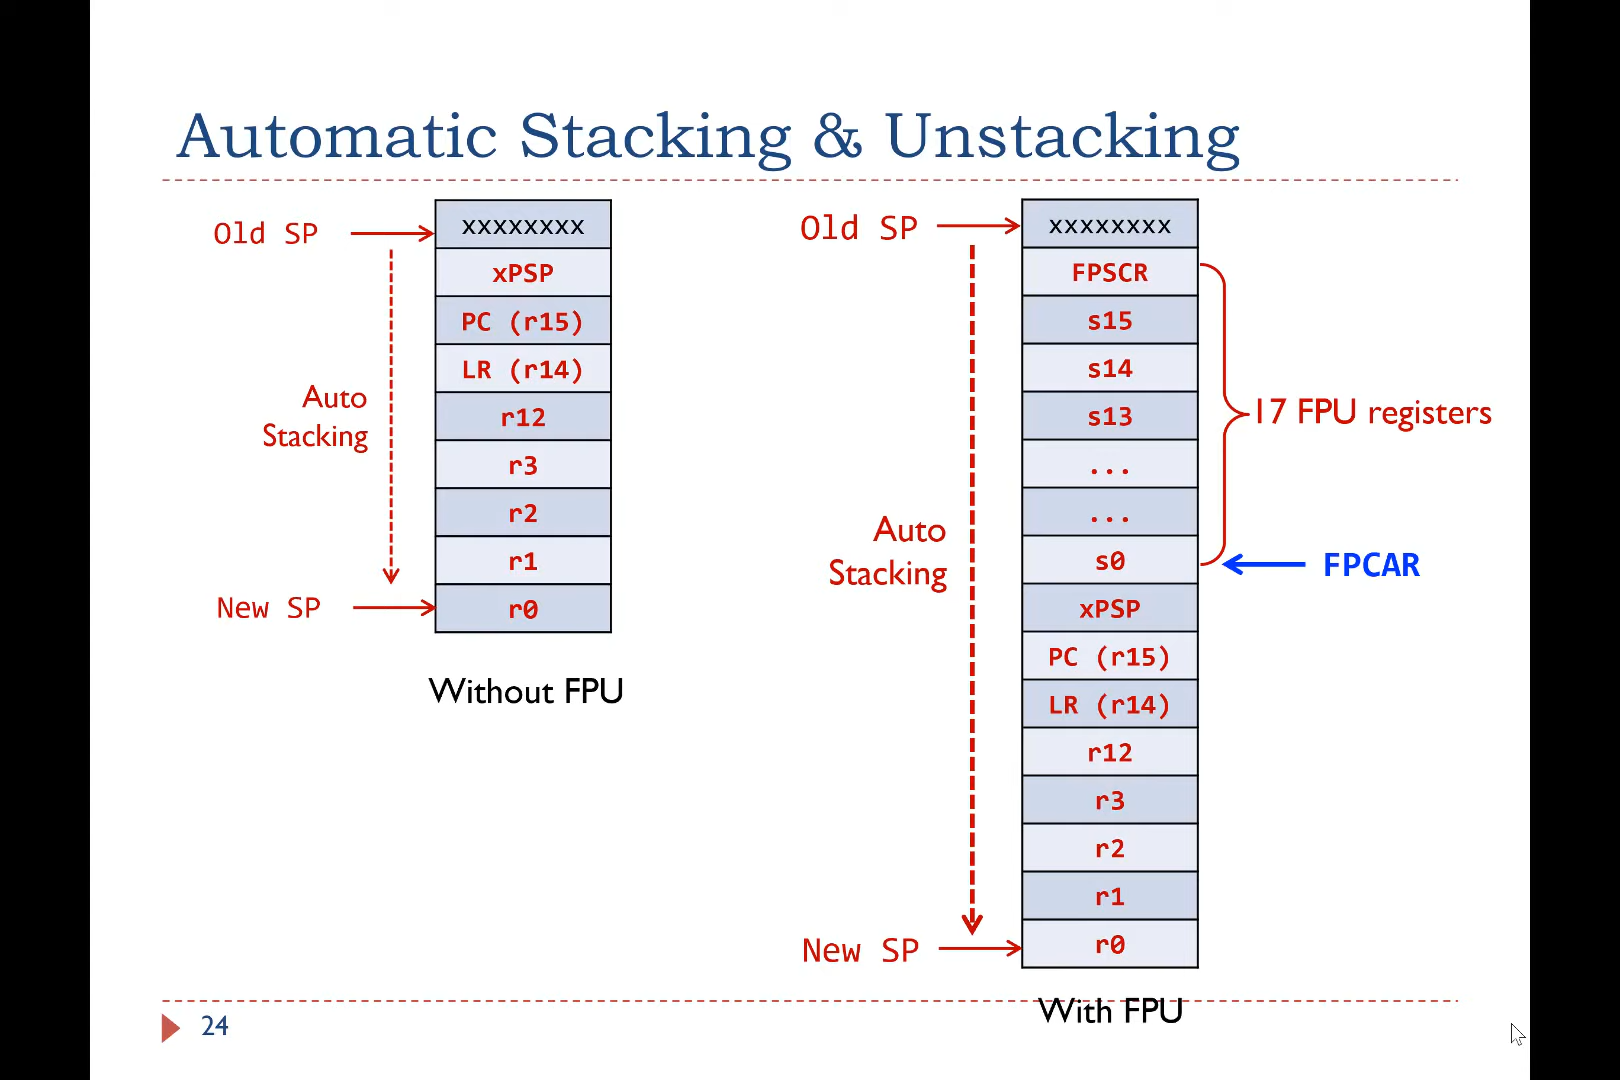 Automatic Stacking & Unstacking
Old SP
xxxxxxxx
xPSP
PC (r15)
LR (r14)
r12
r3
r2
r1
r0
Auto
Stacking
New SP
Without FPU
Old SP
xxxxxxxx
FPSCR
s15
s14
s13
...
...
s0
xPSP
PC (r15)
LR (r14)
r12
r3
r2
r1
r0
17 FPU registers
FPCAR
Auto
Stacking
New SP
With FPU
24